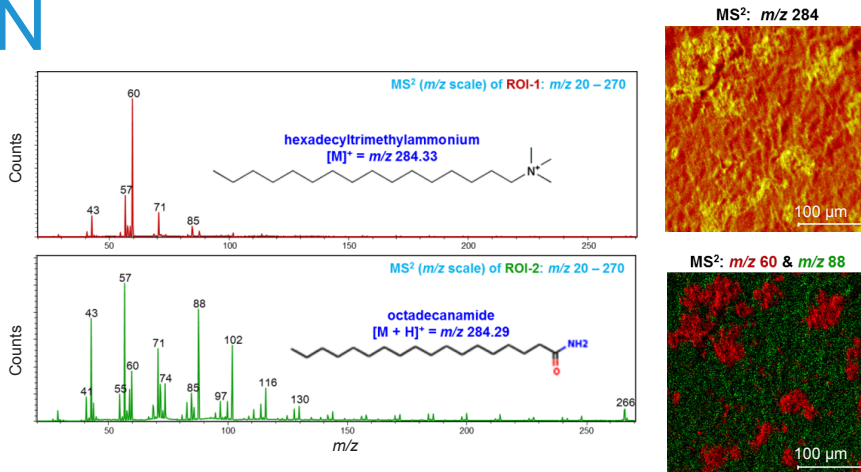 N
MS²: m/z 284
MS² (m/z scale) of ROI-1: m/z 20 – 270
60
hexadecyltrimethylammonium
[M]⁺ = m/z 284.33
N⁺
57
43
71
85
Counts
50 100 150 200 250
100 µm
MS²: m/z 60 & m/z 88
MS² (m/z scale) of ROI-2: m/z 20 – 270
57
88
43
octadecanamide
[M + H]⁺ = m/z 284.29
102
71
NH2
O
60
74
116
41
55
85
97
130
266
Counts
50 100 150 200 250
m/z
100 µm